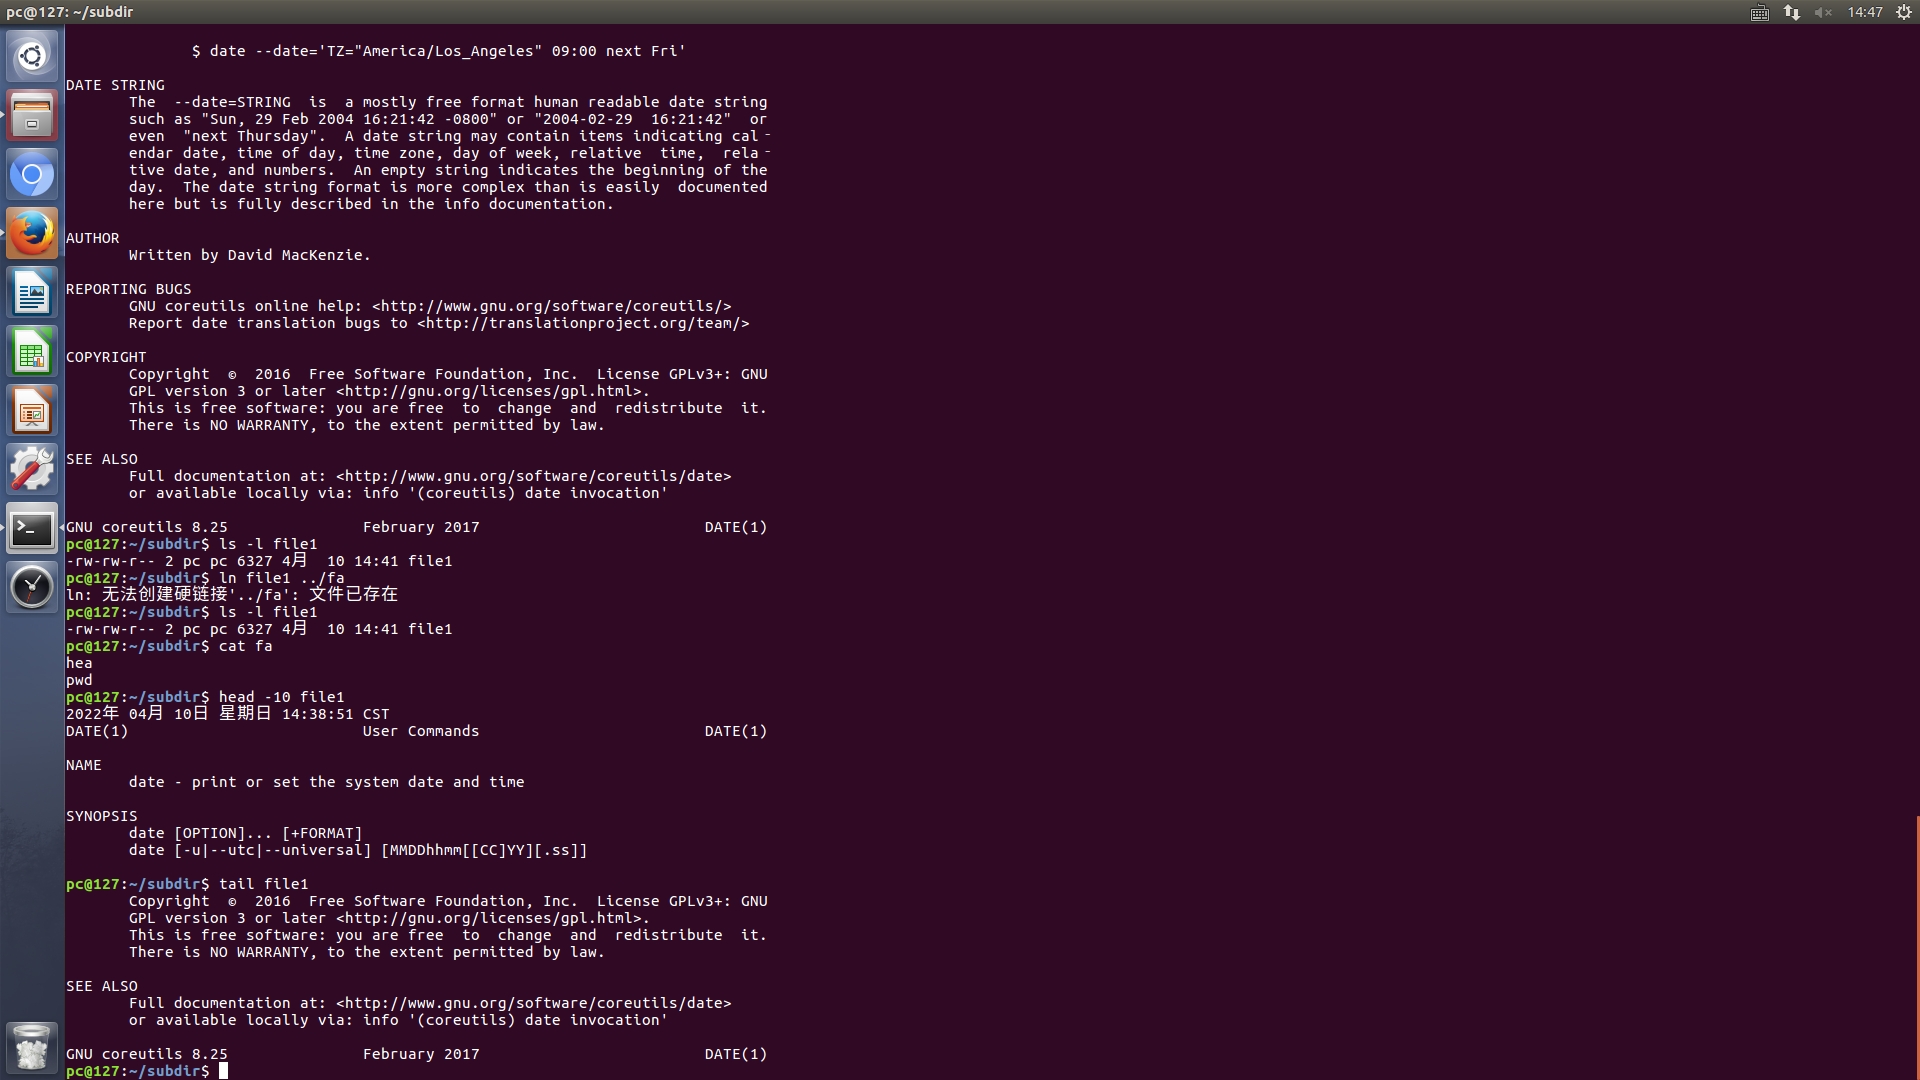 pc@127: ~/subdir
14:47
$ date --date='TZ="America/Los_Angeles" 09:00 next Fri'
DATE STRING
The  --date=STRING  is  a mostly free format human readable date string
such as "Sun, 29 Feb 2004 16:21:42 -0800" or "2004-02-29  16:21:42"  or
even  "next Thursday".  A date string may contain items indicating cal‐
endar date, time of day, time zone, day of week, relative  time,  rela‐
tive date, and numbers.  An empty string indicates the beginning of the
day.  The date string format is more complex than is easily  documented
here but is fully described in the info documentation.
AUTHOR
Written by David MacKenzie.
REPORTING BUGS
GNU coreutils online help: <http://www.gnu.org/software/coreutils/>
Report date translation bugs to <http://translationproject.org/team/>
COPYRIGHT
Copyright  ©  2016  Free Software Foundation, Inc.  License GPLv3+: GNU
GPL version 3 or later <http://gnu.org/licenses/gpl.html>.
This is free software: you are free  to  change  and  redistribute  it.
There is NO WARRANTY, to the extent permitted by law.
SEE ALSO
Full documentation at: <http://www.gnu.org/software/coreutils/date>
or available locally via: info '(coreutils) date invocation'
GNU coreutils 8.25               February 2017                         DATE(1)
pc@127:~/subdir$ ls -l file1
-rw-rw-r-- 2 pc pc 6327 4月  10 14:41 file1
pc@127:~/subdir$ ln file1 ../fa
ln: 无法创建硬链接'../fa': 文件已存在
pc@127:~/subdir$ ls -l file1
-rw-rw-r-- 2 pc pc 6327 4月  10 14:41 file1
pc@127:~/subdir$ cat fa
hea
pwd
pc@127:~/subdir$ head -10 file1
2022年 04月 10日 星期日 14:38:51 CST
DATE(1)                          User Commands                         DATE(1)
NAME
date - print or set the system date and time
SYNOPSIS
date [OPTION]... [+FORMAT]
date [-u|--utc|--universal] [MMDDhhmm[[CC]YY][.ss]]
pc@127:~/subdir$ tail file1
Copyright  ©  2016  Free Software Foundation, Inc.  License GPLv3+: GNU
GPL version 3 or later <http://gnu.org/licenses/gpl.html>.
This is free software: you are free  to  change  and  redistribute  it.
There is NO WARRANTY, to the extent permitted by law.
SEE ALSO
Full documentation at: <http://www.gnu.org/software/coreutils/date>
or available locally via: info '(coreutils) date invocation'
GNU coreutils 8.25               February 2017                         DATE(1)
pc@127:~/subdir$